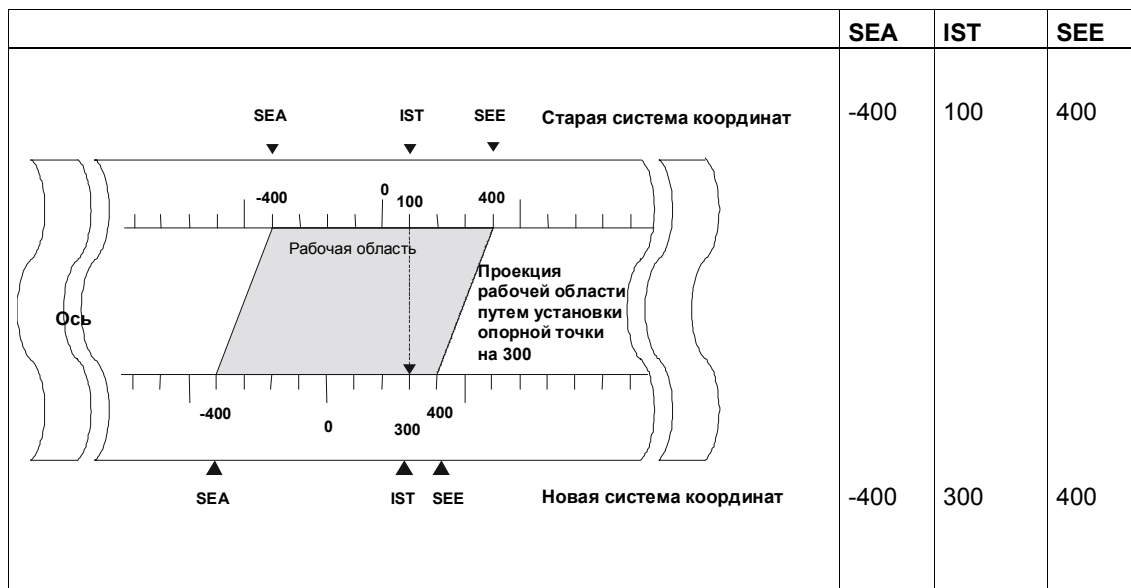 SEA IST SEE
SEA IST SEE Старая система координат -400 100 400
-400 0 100 400
Рабочая область
Проекция
рабочей области
путем установки
опорной точки
на 300
Ось
-400 0 300 400
SEA IST SEE Новая система координат -400 300 400